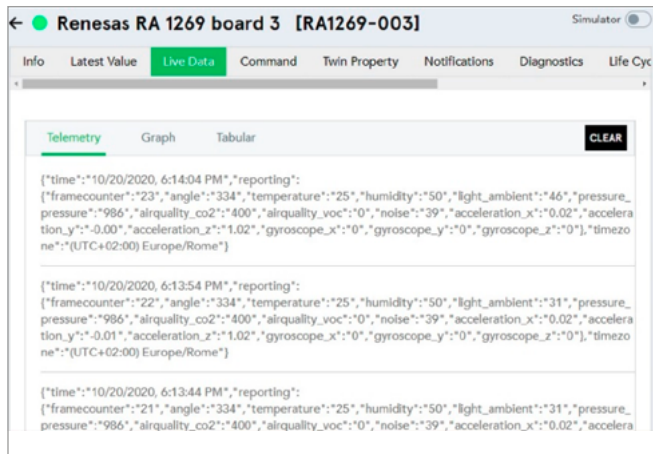 ← Renesas RA 1269 board 3 [RA1269-003]
Simulator
Info Latest Value Live Data Command Twin Property Notifications Diagnostics Life Cyc
Telemetry Graph Tabular CLEAR
{"time":"10/20/2020, 6:14:04 PM","reporting":
{"framecounter":"23","angle":"334","temperature":"25","humidity":"50","light_ambient":"46","pressure_
pressure":"986","airquality_co2":"400","airquality_voc":"0","noise":"39","acceleration_x":"0.02","accelera
tion_y":"-0.00","acceleration_z":"1.02","gyroscope_x":"0","gyroscope_y":"0","gyroscope_z":"0"},"timezo
ne":"(UTC+02:00) Europe/Rome"}
{"time":"10/20/2020, 6:13:54 PM","reporting":
{"framecounter":"22","angle":"334","temperature":"25","humidity":"50","light_ambient":"31","pressure_
pressure":"986","airquality_co2":"400","airquality_voc":"0","noise":"39","acceleration_x":"0.02","accelera
tion_y":"-0.01","acceleration_z":"1.02","gyroscope_x":"0","gyroscope_y":"0","gyroscope_z":"0"},"timezo
ne":"(UTC+02:00) Europe/Rome"}
{"time":"10/20/2020, 6:13:44 PM","reporting":
{"framecounter":"21","angle":"334","temperature":"25","humidity":"50","light_ambient":"31","pressure_
pressure":"986","airquality_co2":"400","airquality_voc":"0","noise":"39","acceleration_x":"0.02","accelera